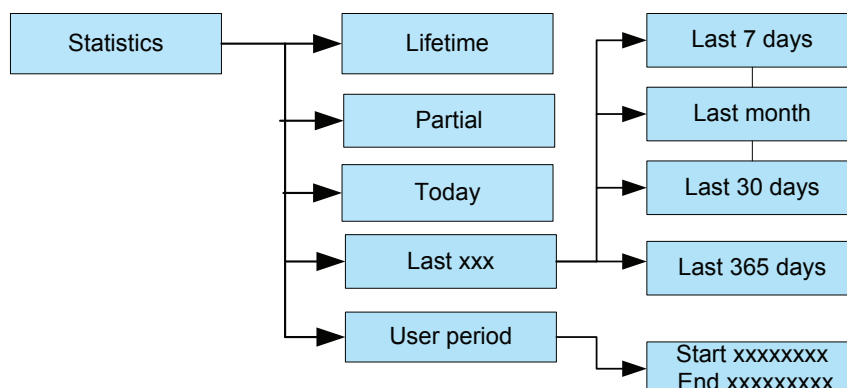 Statistics
Lifetime
Partial
Today
Last xxx
User period
Last 7 days
Last month
Last 30 days
Last 365 days
Start xxxxxxxx
End xxxxxxxxx